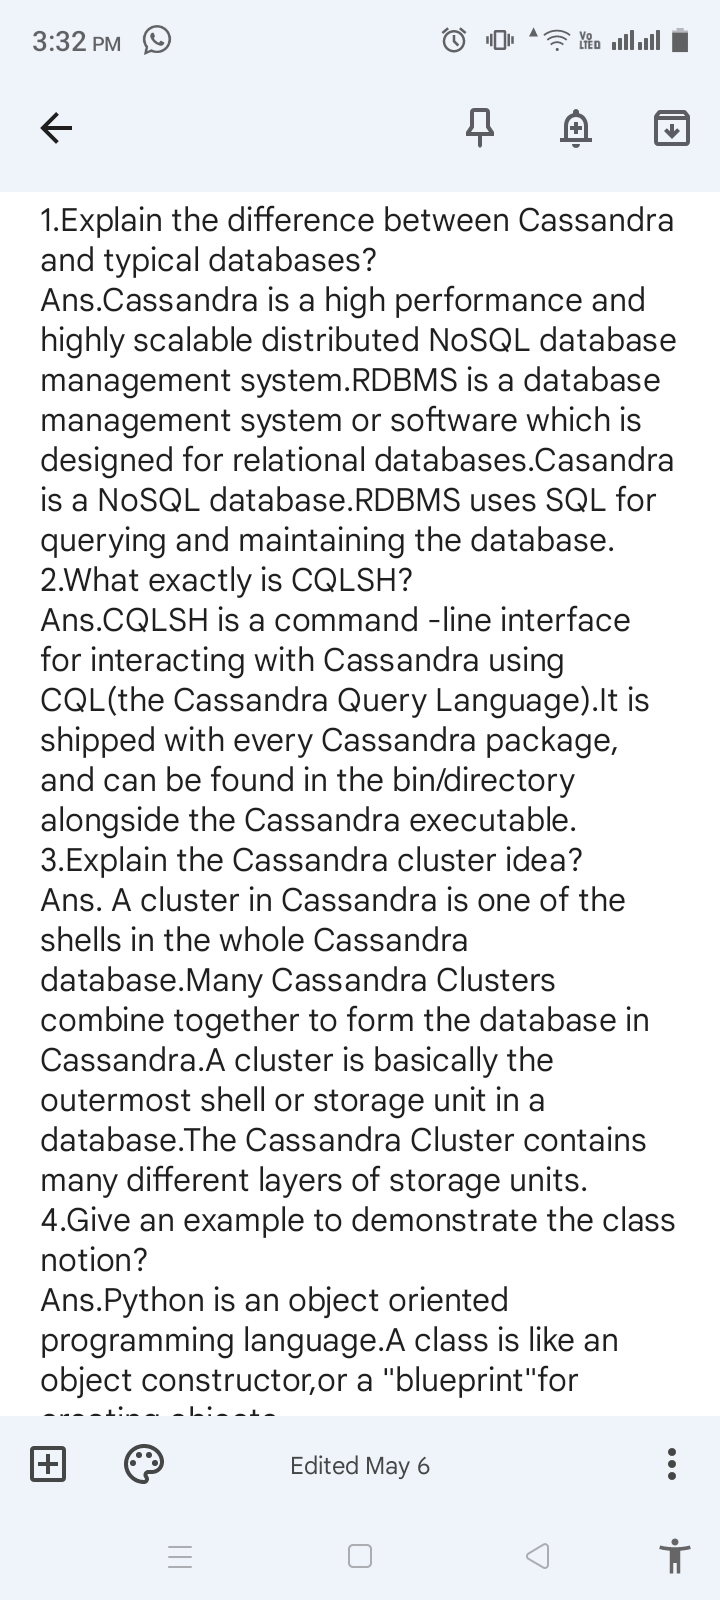 3:32 PM
Vo LTED
1.Explain the difference between Cassandra
and typical databases?
Ans.Cassandra is a high performance and
highly scalable distributed NoSQL database
management system.RDBMS is a database
management system or software which is
designed for relational databases.Casandra
is a NoSQL database.RDBMS uses SQL for
querying and maintaining the database.
2.What exactly is CQLSH?
Ans.CQLSH is a command -line interface
for interacting with Cassandra using
CQL(the Cassandra Query Language).It is
shipped with every Cassandra package,
and can be found in the bin/directory
alongside the Cassandra executable.
3.Explain the Cassandra cluster idea?
Ans. A cluster in Cassandra is one of the
shells in the whole Cassandra
database.Many Cassandra Clusters
combine together to form the database in
Cassandra.A cluster is basically the
outermost shell or storage unit in a
database.The Cassandra Cluster contains
many different layers of storage units.
4.Give an example to demonstrate the class
notion?
Ans.Python is an object oriented
programming language.A class is like an
object constructor,or a "blueprint"for
creating objects
Edited May 6